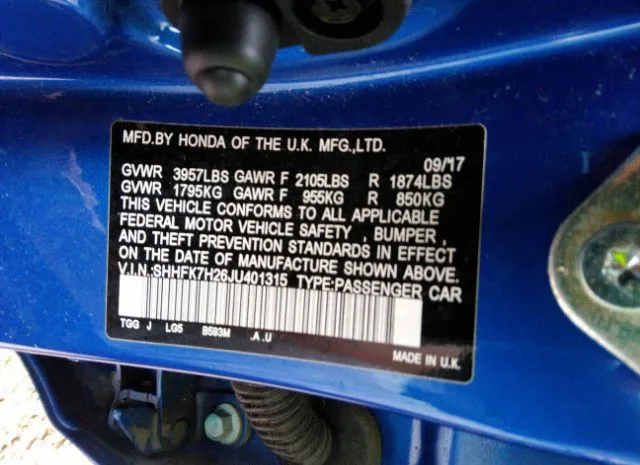 MFD.BY HONDA OF THE U.K. MFG.,LTD.
09/17
GVWR 3957LBS GAWR F 2105LBS R 1874LBS
GVWR 1795KG GAWR F 955KG R 850KG
THIS VEHICLE CONFORMS TO ALL APPLICABLE
FEDERAL MOTOR VEHICLE SAFETY , BUMPER ,
AND THEFT PREVENTION STANDARDS IN EFFECT
ON THE DATE OF MANUFACTURE SHOWN ABOVE.
V.I.N.:SHHFK7H26JU401315 TYPE:PASSENGER CAR
TGG J LG5 B593M .A.U
MADE IN U.K.